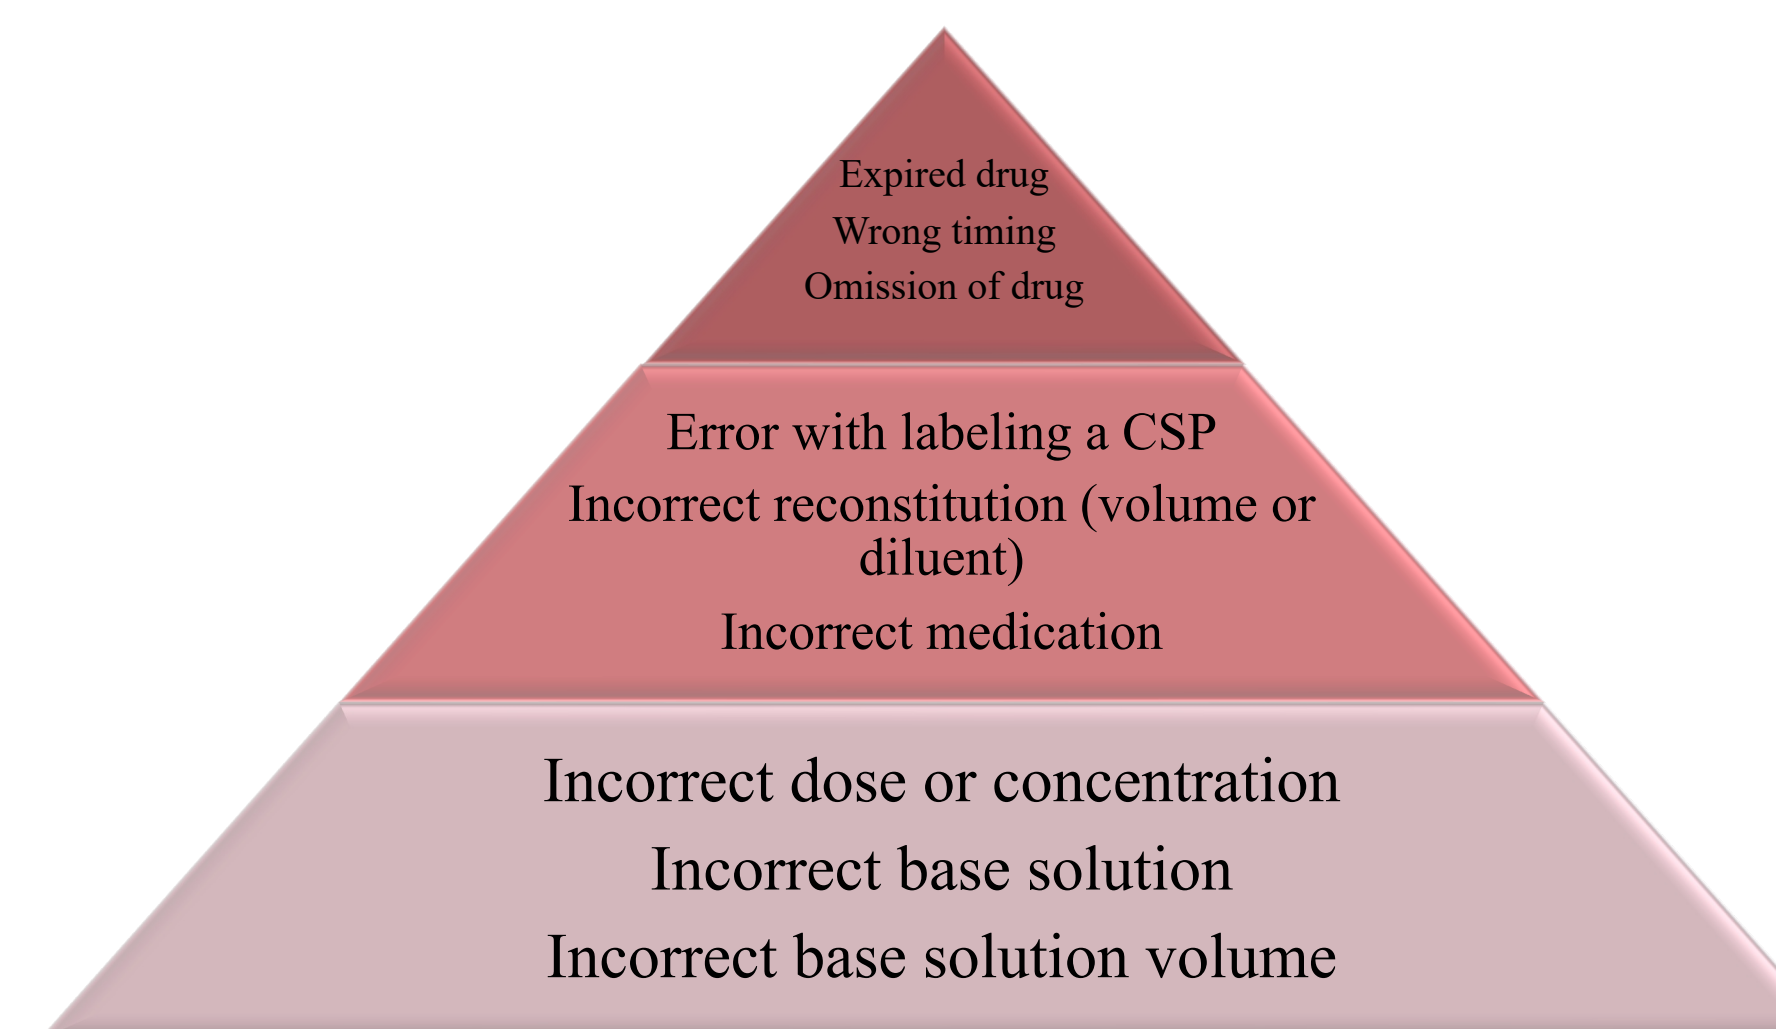 Expired drug
Wrong timing
Omission of drug
Error with labeling a CSP
Incorrect reconstitution (volume or
diluent)
Incorrect medication
Incorrect dose or concentration
Incorrect base solution
Incorrect base solution volume